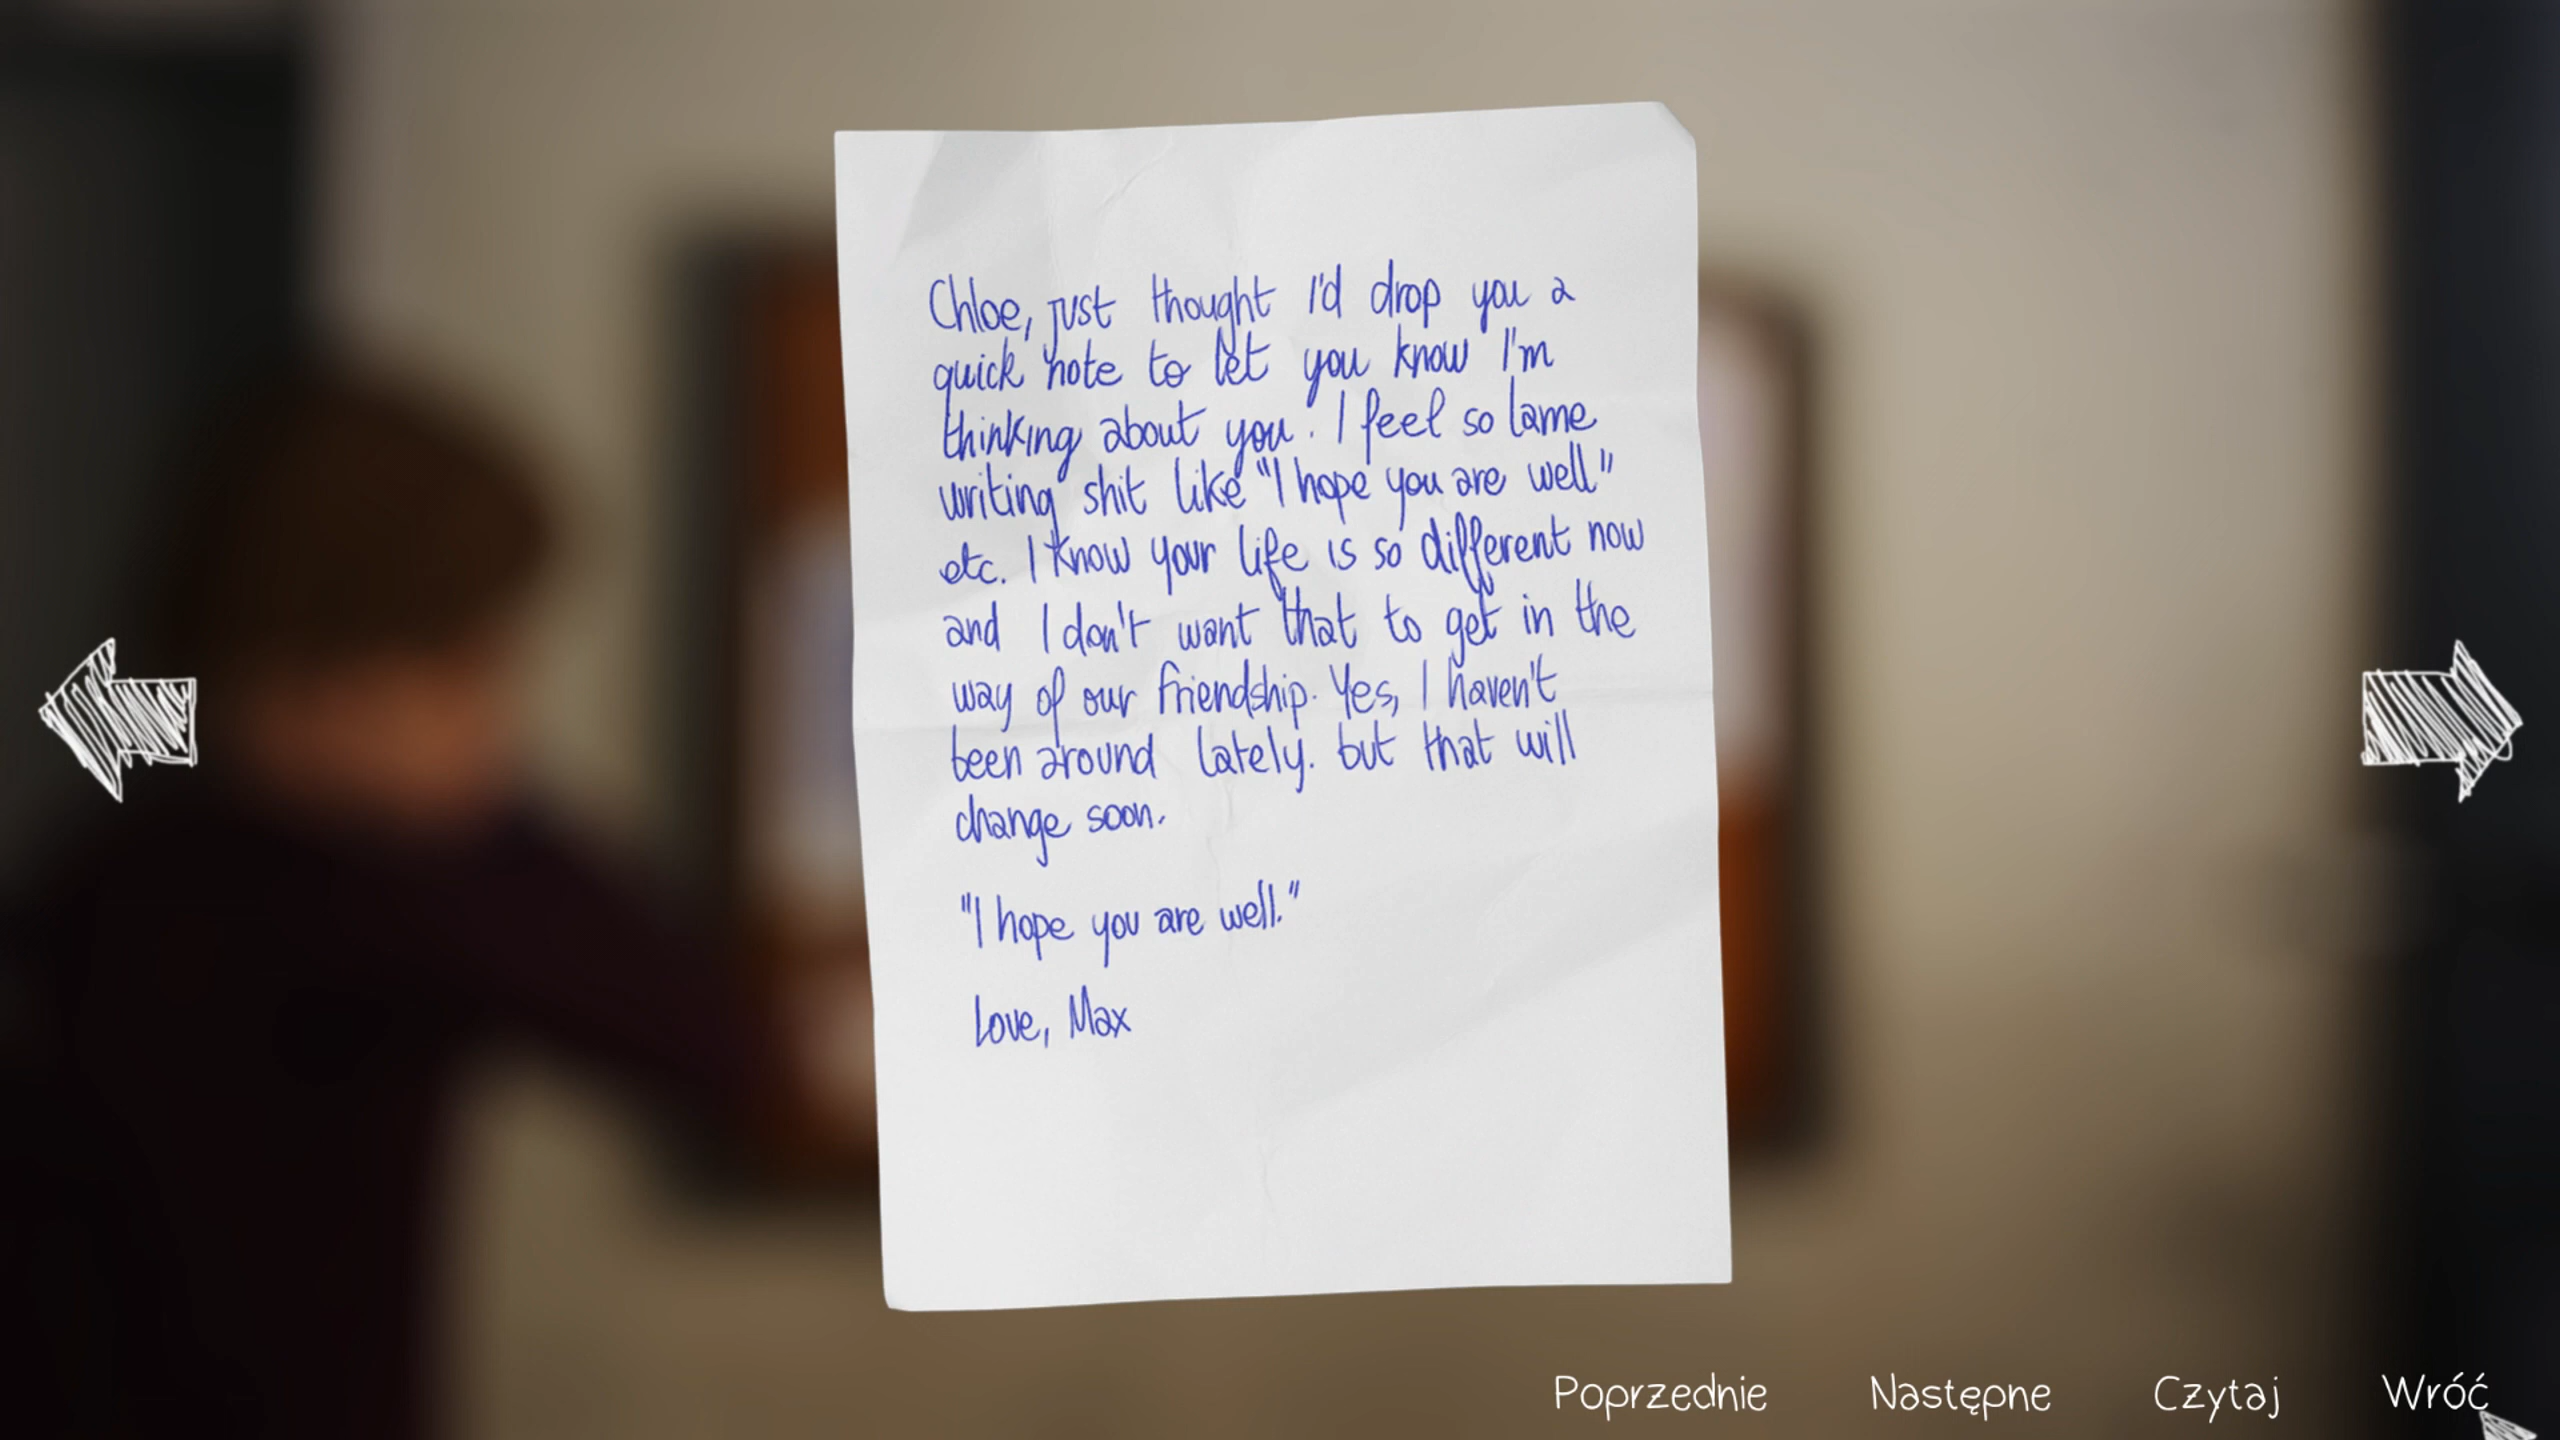 Chloe, just thought I'd drop you a
quick note to let you know I'm
thinking about you. I feel so lame
writing shit like "I hope you are well"
etc. I know your life is so different now
and I don't want that to get in the
way of our friendship. Yes, I haven't
been around lately. but that will
change soon.
"I hope you are well."
Love, Max
Poprzednie Następne Czytaj Wróć